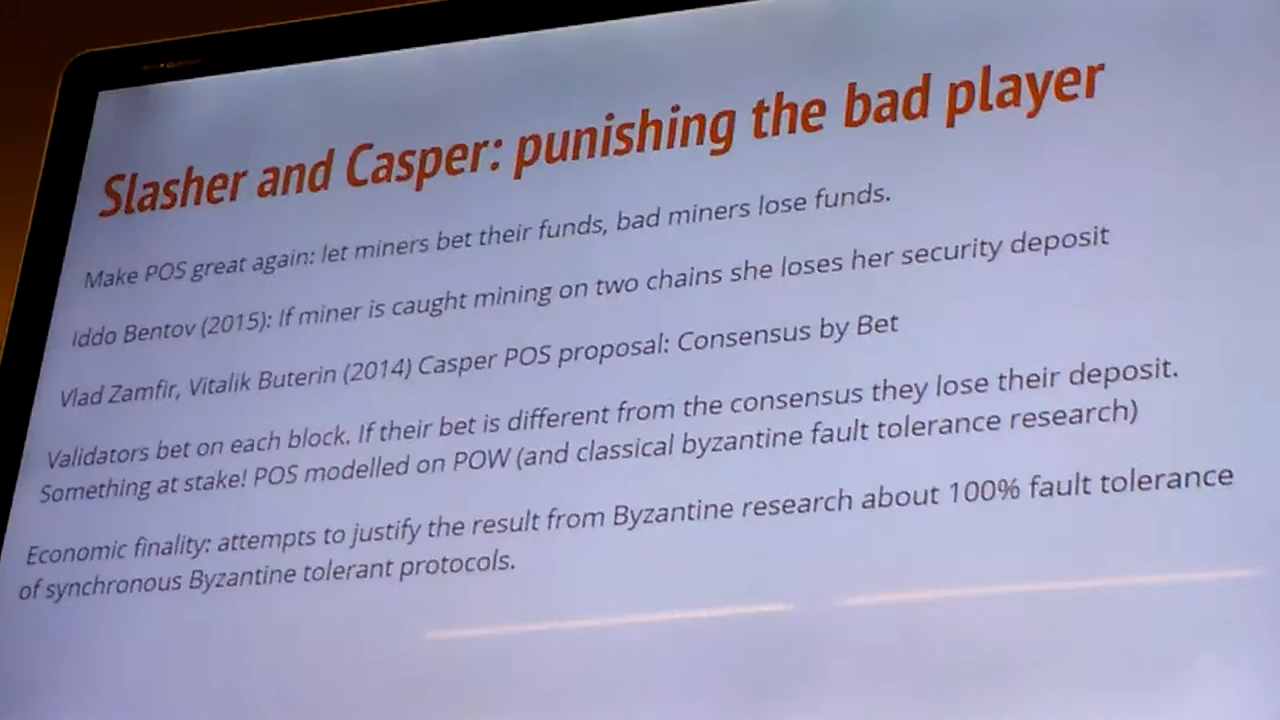 Slasher and Casper: punishing the bad player
Make POS great again: let miners bet their funds, bad miners lose funds.
Iddo Bentov (2015): If miner is caught mining on two chains she loses her security deposit
Vlad Zamfir, Vitalik Buterin (2014) Casper POS proposal: Consensus by Bet
Validators bet on each block. If their bet is different from the consensus they lose their deposit.
Something at stake! POS modelled on POW (and classical byzantine fault tolerance research)
Economic finality: attempts to justify the result from Byzantine research about 100% fault tolerance
of synchronous Byzantine tolerant protocols.